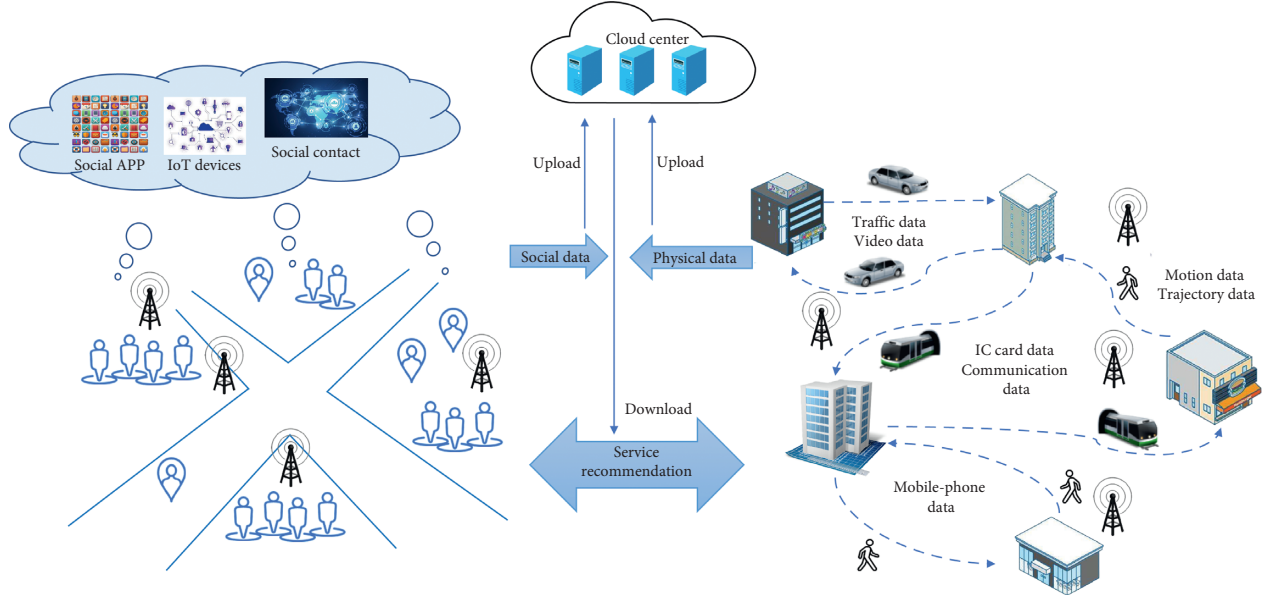 Cloud center
Social APP
IoT devices
Social contact
Upload
Upload
Social data
Physical data
Traffic data
Video data
Motion data
Trajectory data
IC card data
Communication
data
Download
Service
recommendation
Mobile-phone
data